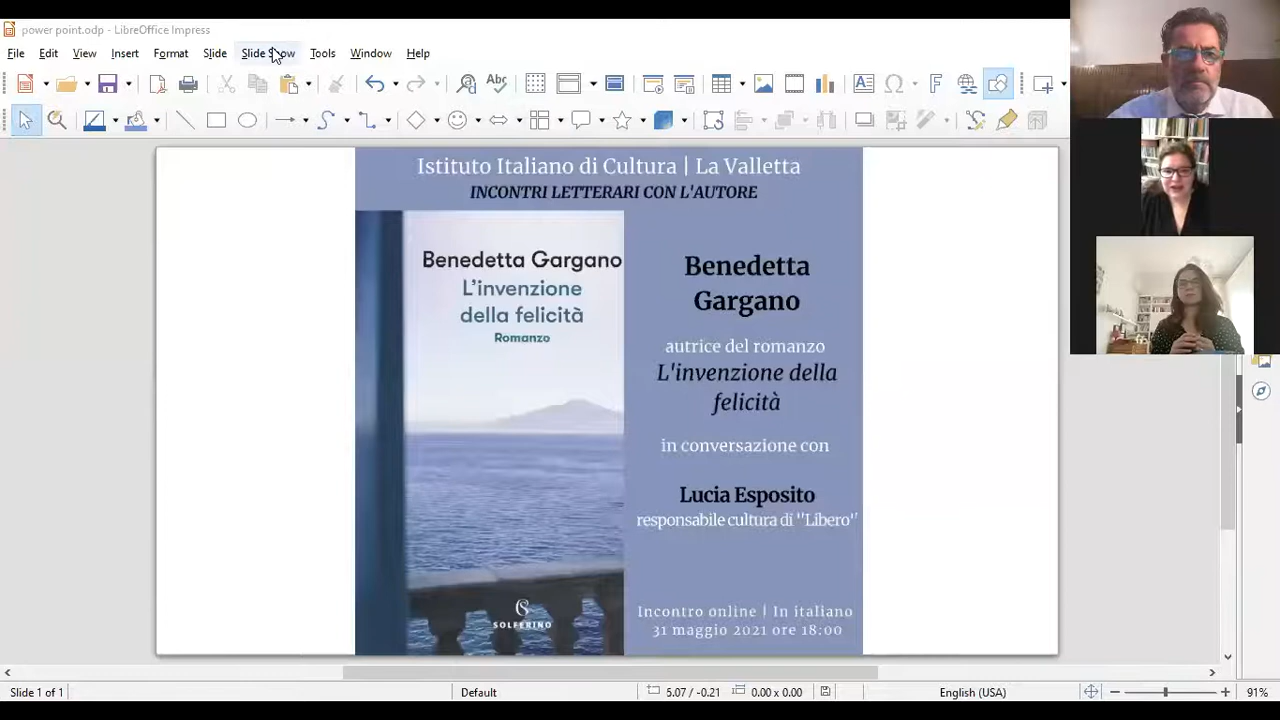 power point.odp - LibreOffice Impress
File Edit View Insert Format Slide Slide Show Tools Window Help
Abc
Istituto Italiano di Cultura | La Valletta
INCONTRI LETTERARI CON L'AUTORE
Benedetta Gargano
L'invenzione
della felicità
Romanzo
SOLFERINO
Benedetta
Gargano
autrice del romanzo
L'invenzione della
felicità
in conversazione con
Lucia Esposito
responsabile cultura di ''Libero''
Incontro online | In italiano
31 maggio 2021 ore 18:00
Slide 1 of 1 Default 5.07 / -0.21 0.00 x 0.00 English (USA) 91%